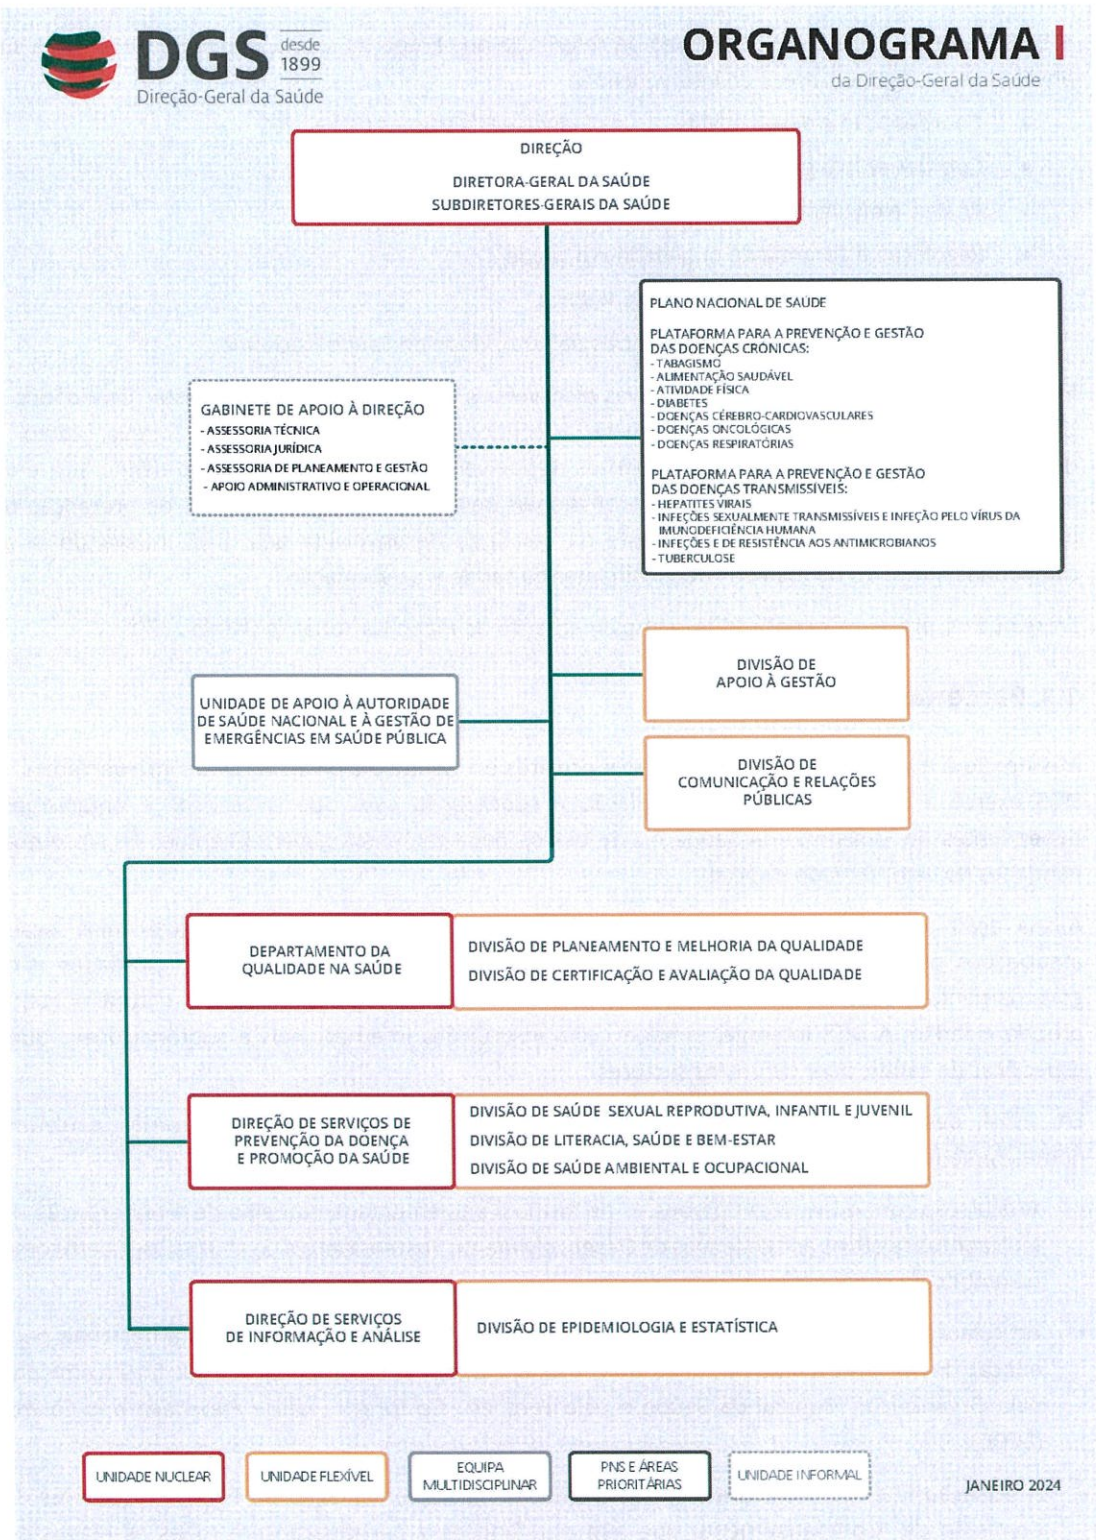 DGS desde
1899
Direção-Geral da Saúde
ORGANOGRAMA
da Direção-Geral da Saúde
DIREÇÃO
DIRETORA-GERAL DA SAÚDE
SUBDIRETORES-GERAIS DA SAÚDE
PLANO NACIONAL DE SAÚDE
PLATAFORMA PARA A PREVENÇÃO E GESTÃO
DAS DOENÇAS CRÓNICAS:
- TABAGISMO
- ALIMENTAÇÃO SAUDÁVEL
- ATIVIDADE FÍSICA
- DIABETES
- DOENÇAS CÉREBRO-CARDIOVASCULARES
- DOENÇAS ONCOLÓGICAS
- DOENÇAS RESPIRATÓRIAS
PLATAFORMA PARA A PREVENÇÃO E GESTÃO
DAS DOENÇAS TRANSMISSÍVEIS:
- HEPATITES VIRAIS
- INFEÇÕES SEXUALMENTE TRANSMISSÍVEIS E INFEÇÃO PELO VÍRUS DA
IMUNODEFICIÊNCIA HUMANA
- INFEÇÕES E DE RESISTÊNCIA AOS ANTIMICROBIANOS
- TUBERCULOSE
GABINETE DE APOIO À DIREÇÃO
- ASSESSORIA TÉCNICA
- ASSESSORIA JURÍDICA
- ASSESSORIA DE PLANEAMENTO E GESTÃO
- APOIO ADMINISTRATIVO E OPERACIONAL
DIVISÃO DE
APOIO À GESTÃO
UNIDADE DE APOIO À AUTORIDADE
DE SAÚDE NACIONAL E À GESTÃO DE
EMERGÊNCIAS EM SAÚDE PÚBLICA
DIVISÃO DE
COMUNICAÇÃO E RELAÇÕES
PÚBLICAS
DEPARTAMENTO DA
QUALIDADE NA SAÚDE
DIVISÃO DE PLANEAMENTO E MELHORIA DA QUALIDADE
DIVISÃO DE CERTIFICAÇÃO E AVALIAÇÃO DA QUALIDADE
DIREÇÃO DE SERVIÇOS DE
PREVENÇÃO DA DOENÇA
E PROMOÇÃO DA SAÚDE
DIVISÃO DE SAÚDE SEXUAL REPRODUTIVA, INFANTIL E JUVENIL
DIVISÃO DE LITERACIA, SAÚDE E BEM-ESTAR
DIVISÃO DE SAÚDE AMBIENTAL E OCUPACIONAL
DIREÇÃO DE SERVIÇOS
DE INFORMAÇÃO E ANÁLISE
DIVISÃO DE EPIDEMIOLOGIA E ESTATÍSTICA
UNIDADE NUCLEAR
UNIDADE FLEXÍVEL
EQUIPA
MULTIDISCIPLINAR
PNS E ÁREAS
PRIORITÁRIAS
UNIDADE INFORMAL
JANEIRO 2024